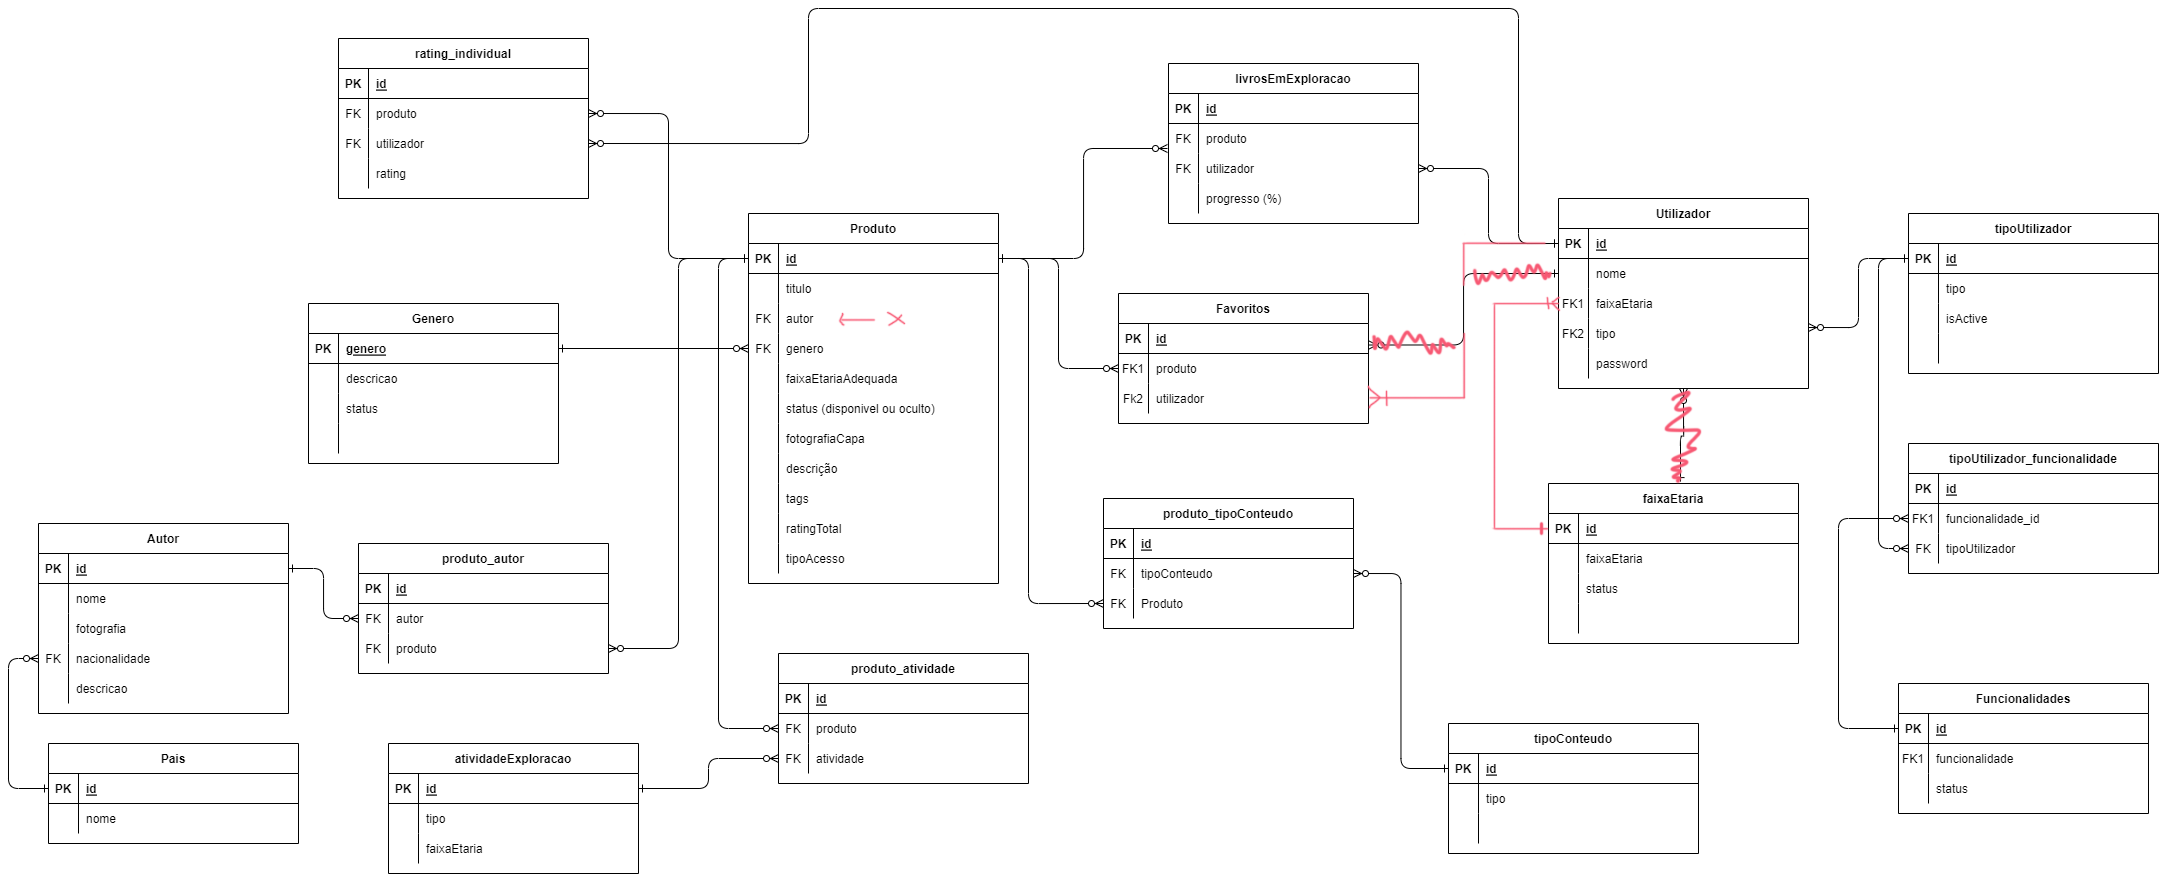 rating_individual
PK id
FK produto
FK utilizador
rating
livrosEmExploracao
PK id
FK produto
FK utilizador
progresso (%)
Produto
PK id
titulo
FK autor
FK genero
faixaEtariaAdequada
status (disponivel ou oculto)
fotografiaCapa
descrição
tags
ratingTotal
tipoAcesso
Utilizador
PK id
nome
FK1 faixaEtaria
FK2 tipo
password
tipoUtilizador
PK id
tipo
isActive
Genero
PK genero
descricao
status
Favoritos
PK id
FK1 produto
Fk2 utilizador
tipoUtilizador_funcionalidade
PK id
FK1 funcionalidade_id
FK tipoUtilizador
faixaEtaria
PK id
faixaEtaria
status
produto_tipoConteudo
PK id
FK tipoConteudo
FK Produto
Autor
PK id
nome
fotografia
FK nacionalidade
descricao
produto_autor
PK id
FK autor
FK produto
produto_atividade
PK id
FK produto
FK atividade
Funcionalidades
PK id
FK1 funcionalidade
status
tipoConteudo
PK id
tipo
Pais
PK id
nome
atividadeExploracao
PK id
tipo
faixaEtaria